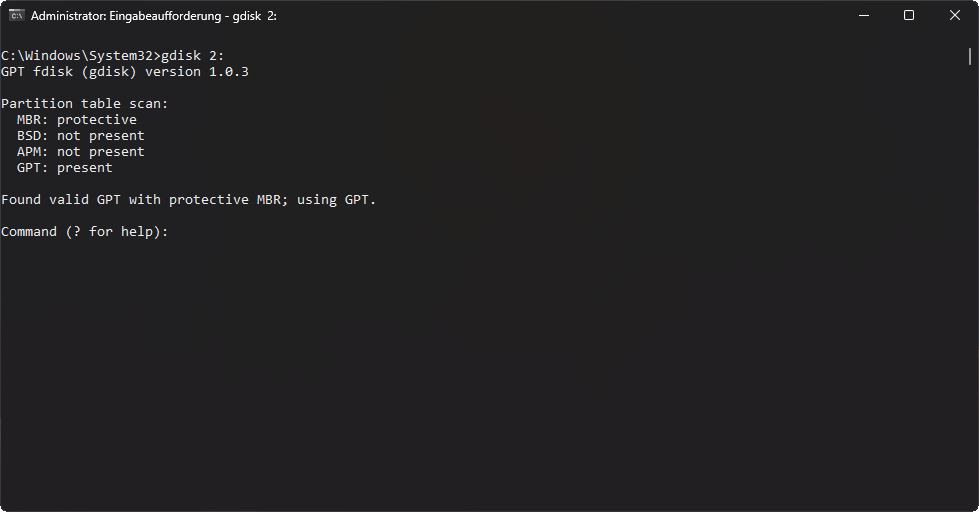 Administrator: Eingabeaufforderung - gdisk  2:
C:\Windows\System32>gdisk 2:
GPT fdisk (gdisk) version 1.0.3
Partition table scan:
  MBR: protective
  BSD: not present
  APM: not present
  GPT: present
Found valid GPT with protective MBR; using GPT.
Command (? for help):